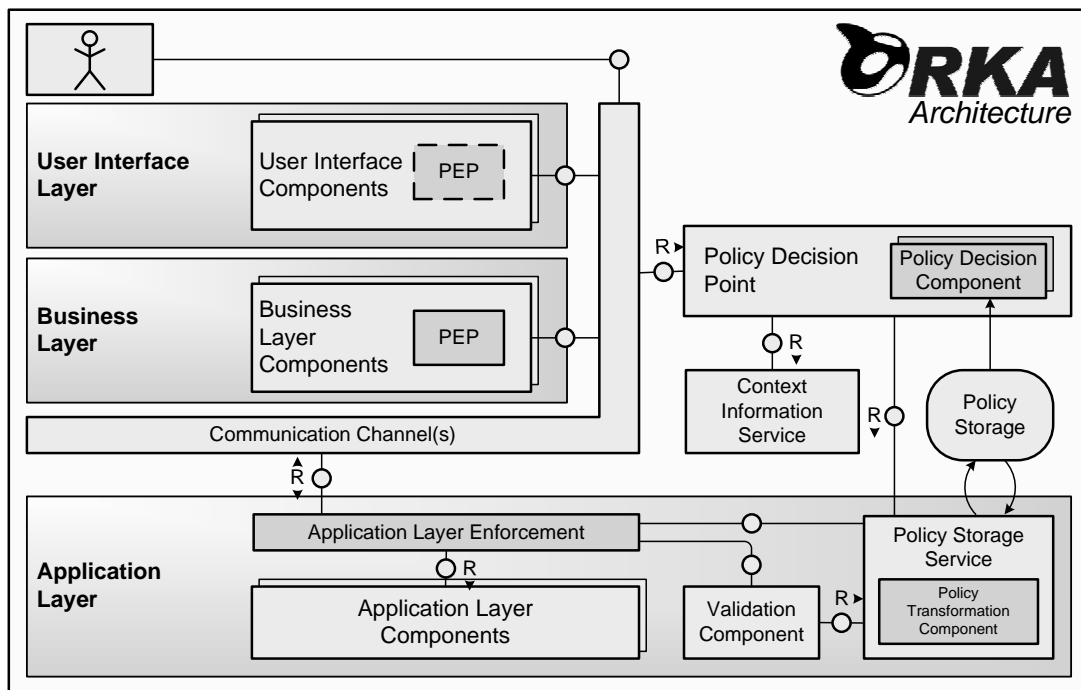 ORKA
Architecture
User Interface
Layer
User Interface
Components
PEP
Business
Layer
Business
Layer
Components
PEP
Communication Channel(s)
R
Policy Decision
Point
Policy Decision
Component
R
Context
Information
Service
R
Policy
Storage
R
Application
Layer
Application Layer Enforcement
R
Application Layer
Components
Validation
Component
R
Policy Storage
Service
Policy
Transformation
Component